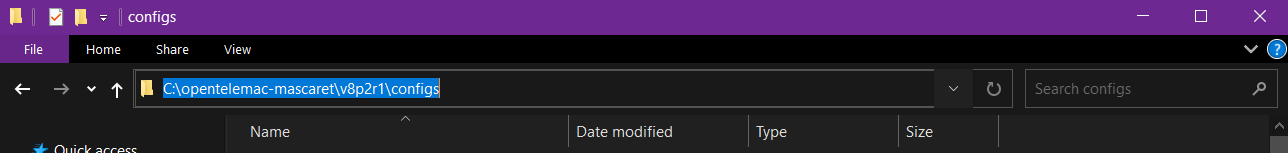 configs
File Home Share View
C:\opentelemac-mascaret\v8p2r1\configs Search configs
Name Date modified Type Size
Quick access